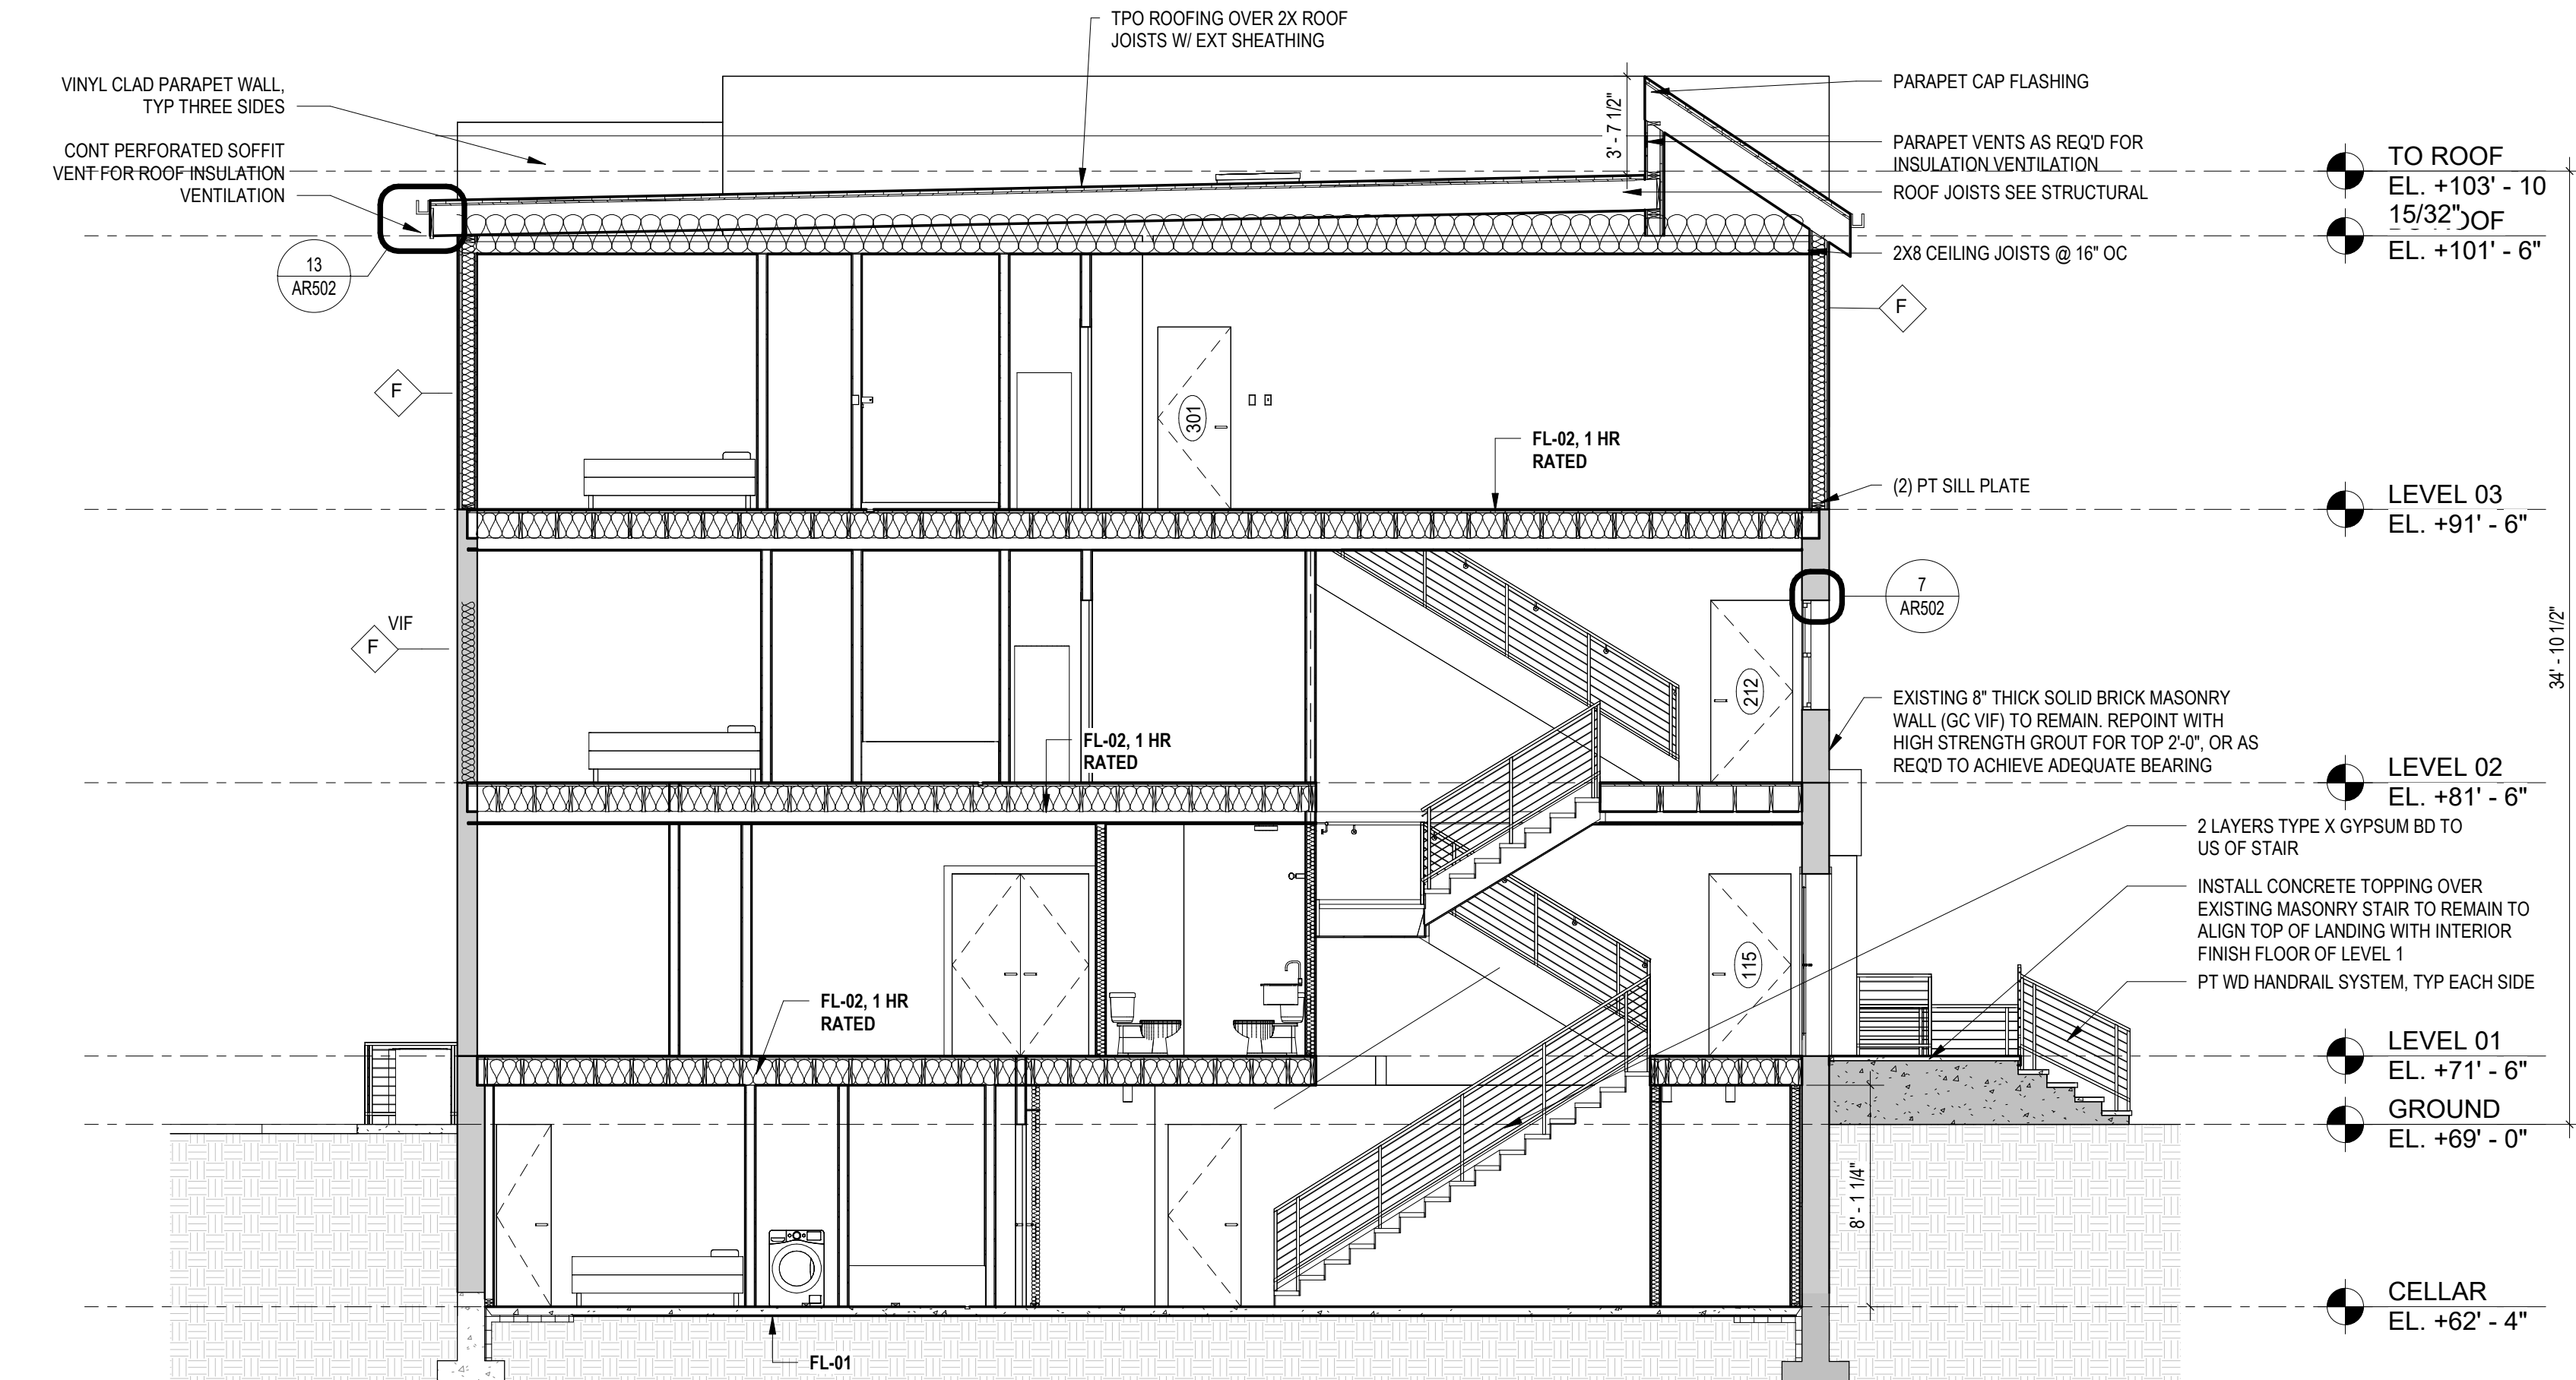 TPO ROOFING OVER 2X ROOF
JOISTS W/ EXT SHEATHING
VINYL CLAD PARAPET WALL,
TYP THREE SIDES
CONT PERFORATED SOFFIT
VENT FOR ROOF INSULATION
VENTILATION
13
AR502
F
F
VIF
3' - 7 1/2"
PARAPET CAP FLASHING
PARAPET VENTS AS REQ'D FOR
INSULATION VENTILATION
ROOF JOISTS SEE STRUCTURAL
2X8 CEILING JOISTS @ 16" OC
F
301
FL-02, 1 HR
RATED
(2) PT SILL PLATE
7
AR502
212
EXISTING 8" THICK SOLID BRICK MASONRY
WALL (GC VIF) TO REMAIN. REPOINT WITH
HIGH STRENGTH GROUT FOR TOP 2'-0", OR AS
REQ'D TO ACHIEVE ADEQUATE BEARING
FL-02, 1 HR
RATED
2 LAYERS TYPE X GYPSUM BD TO
US OF STAIR
INSTALL CONCRETE TOPPING OVER
EXISTING MASONRY STAIR TO REMAIN TO
ALIGN TOP OF LANDING WITH INTERIOR
FINISH FLOOR OF LEVEL 1
PT WD HANDRAIL SYSTEM, TYP EACH SIDE
115
FL-02, 1 HR
RATED
8' - 1 1/4"
FL-01
TO ROOF
EL. +103' - 10
15/32"
EL. +101' - 6"
LEVEL 03
EL. +91' - 6"
34' - 10 1/2"
LEVEL 02
EL. +81' - 6"
LEVEL 01
EL. +71' - 6"
GROUND
EL. +69' - 0"
CELLAR
EL. +62' - 4"